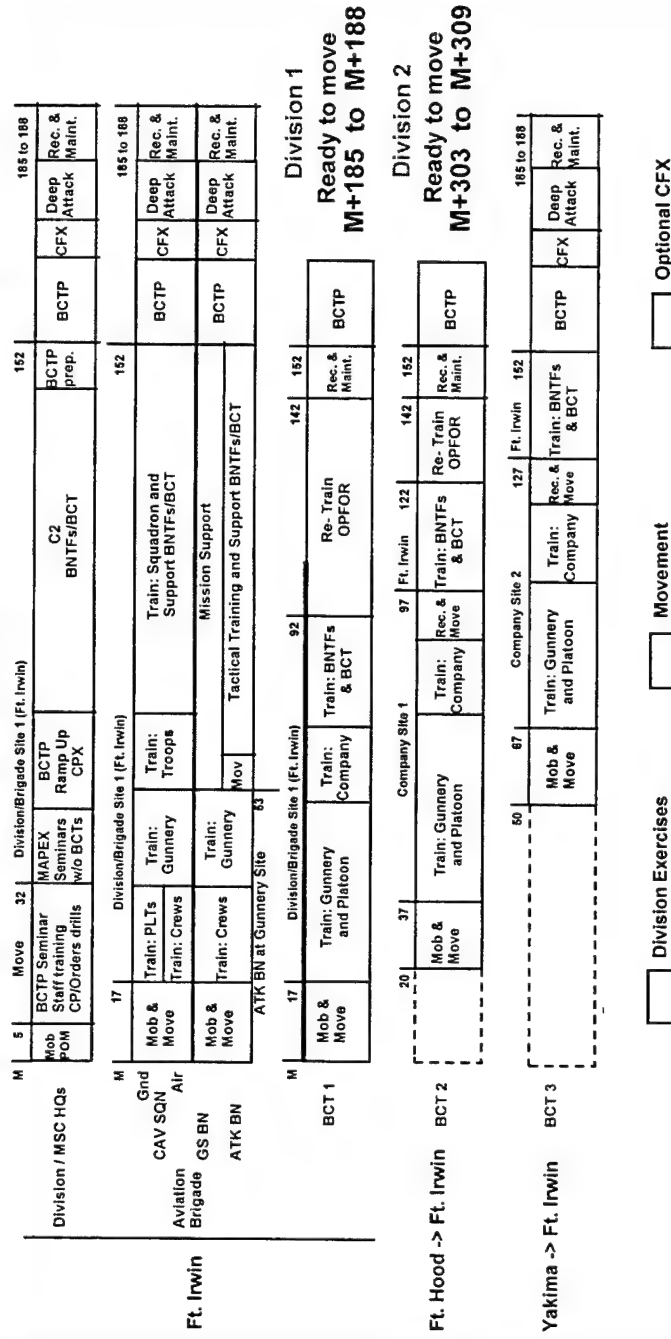 M 5 Move 32 Division/Brigade Site 1 (Ft. Irwin) 152 185 to 188
Division / MSC HQs
Mob
POM
BCTP Seminar
Staff training
CP/Orders drills
MAPEX
Seminars
w/o BCTs
BCTP
Ramp Up
CPX
C2
BNTFs/BCT
BCTP
prep.
BCTP
CFX
Deep
Attack
Rec. &
Maint.
M 17 Division/Brigade Site 1 (Ft. Irwin) 152 185 to 188
Ft. Irwin
Aviation
Brigade
Gnd
CAV SQN
Air
GS BN
ATK BN
Mob &
Move
Train: PLTs
Train: Crews
Train:
Gunnery
Train:
Troops
Train: Squadron and
Support BNTFs/BCT
BCTP
CFX
Deep
Attack
Rec. &
Maint.
Mob &
Move
Train: Crews
Train:
Gunnery
Mission Support
Mov
Tactical Training and Support BNTFs/BCT
BCTP
CFX
Deep
Attack
Rec. &
Maint.
ATK BN at Gunnery Site 53
M 17 Division/Brigade Site 1 (Ft. Irwin) 92 142 152
BCT 1
Mob &
Move
Train: Gunnery
and Platoon
Train:
Company
Train: BNTFs
& BCT
Re- Train
OPFOR
Rec. &
Maint.
BCTP
Division 1
Ready to move
M+185 to M+188
20 37 Company Site 1 97 Ft. Irwin 122 142 152
Ft. Hood -> Ft. Irwin BCT 2
Mob &
Move
Train: Gunnery
and Platoon
Train:
Company
Rec. &
Move
Train: BNTFs
& BCT
Re- Train
OPFOR
Rec. &
Maint.
BCTP
Division 2
Ready to move
M+303 to M+309
50 67 Company Site 2 127 Ft. Irwin 152 185 to 188
Yakima -> Ft. Irwin BCT 3
Mob &
Move
Train: Gunnery
and Platoon
Train:
Company
Rec. &
Move
Train: BNTFs
& BCT
BCTP
CFX
Deep
Attack
Rec. &
Maint.
Division Exercises
Movement
Optional CFX